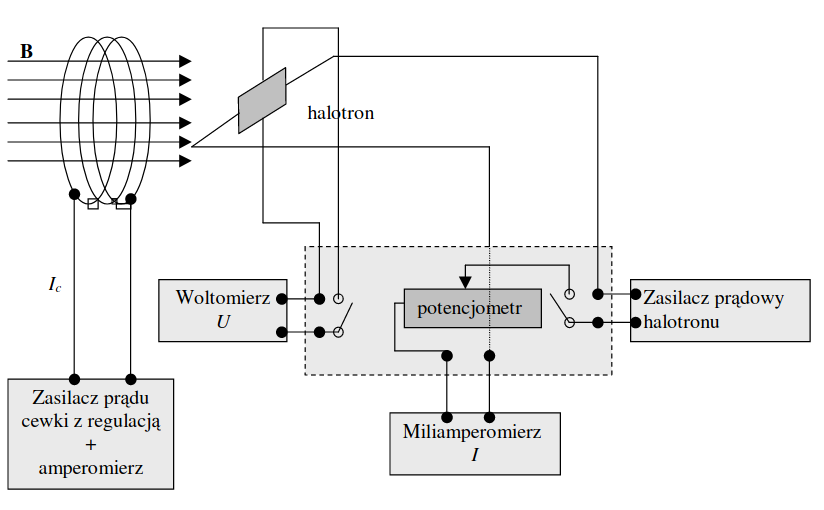 B
halotron
I_c
Woltomierz
U
potencjometr
Zasilacz prądowy
halotronu
Zasilacz prądu
cewki z regulacją
+
amperomierz
Miliamperomierz
I